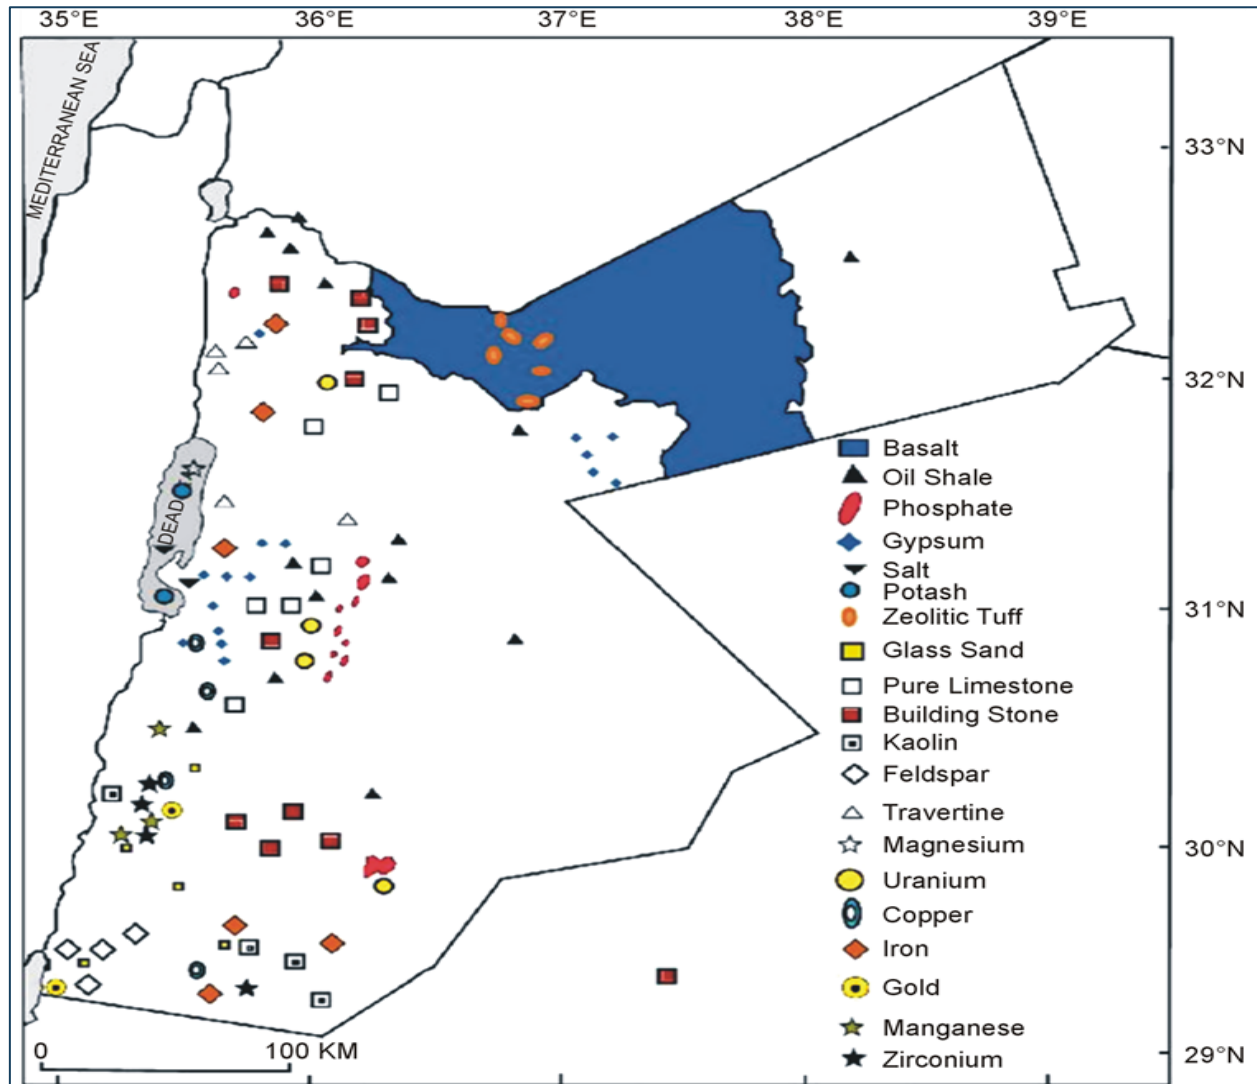 35°E 36°E 37°E 38°E 39°E
MEDITERRANEAN SEA
33°N
32°N
DEAD
31°N
30°N
29°N
Basalt
Oil Shale
Phosphate
Gypsum
Salt
Potash
Zeolitic Tuff
Glass Sand
Pure Limestone
Building Stone
Kaolin
Feldspar
Travertine
Magnesium
Uranium
Copper
Iron
Gold
Manganese
Zirconium
0 100 KM